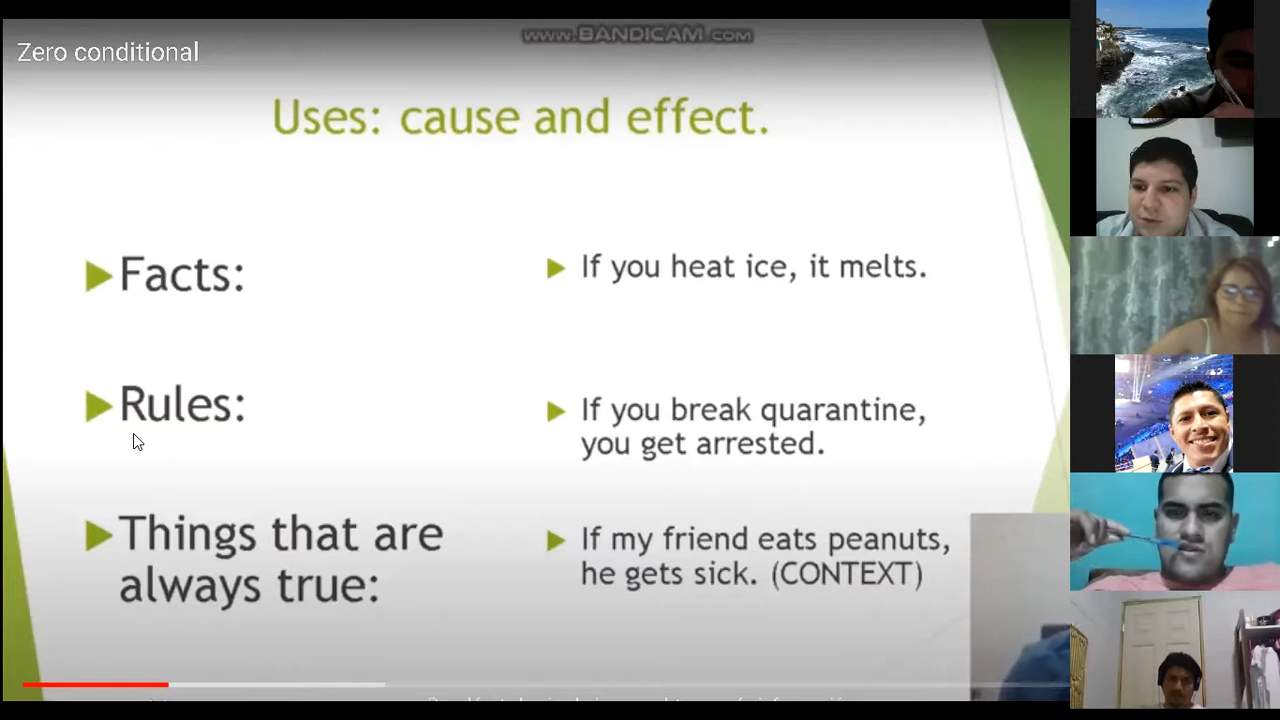 www.BANDICAM.com
Zero conditional
Uses: cause and effect.
Facts:
If you heat ice, it melts.
Rules:
If you break quarantine,
you get arrested.
Things that are
always true:
If my friend eats peanuts,
he gets sick. (CONTEXT)